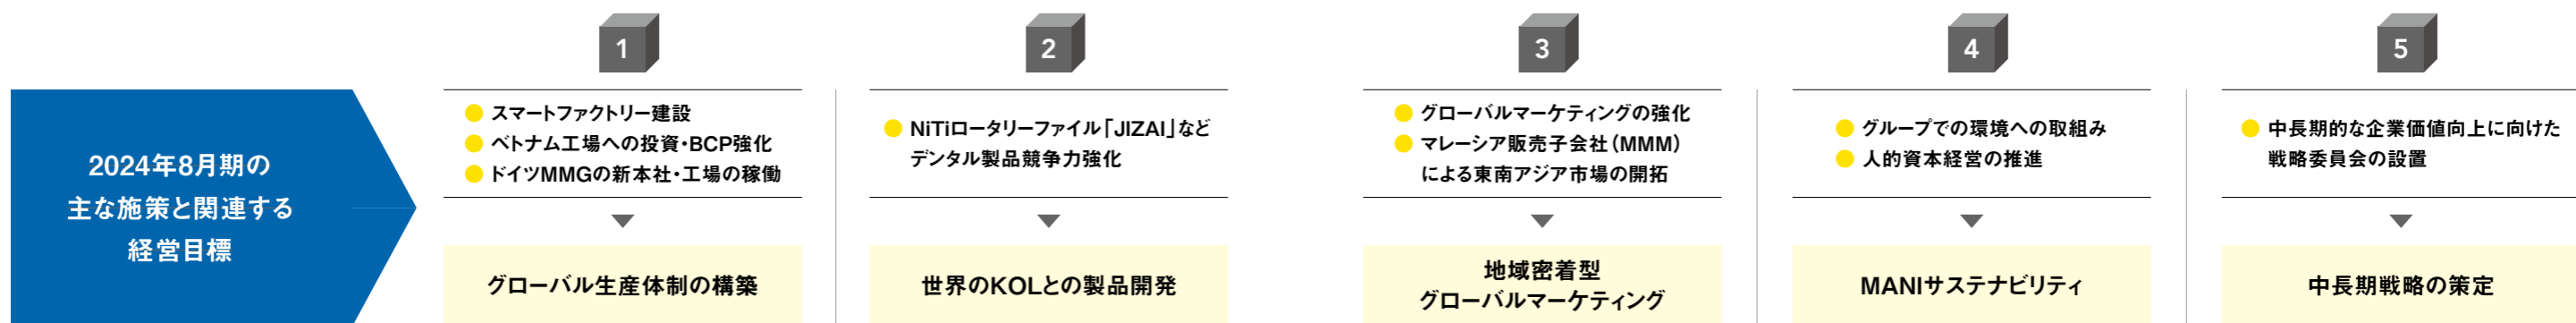 2024年8月期の
主な施策と関連する
経営目標
1
● スマートファクトリー建設
● ベトナム工場への投資・BCP強化
● ドイツMMGの新本社・工場の稼働
グローバル生産体制の構築
2
● NiTiロータリーファイル「JIZAI」など
デンタル製品競争力強化
世界のKOLとの製品開発
3
● グローバルマーケティングの強化
● マレーシア販売子会社（MMM）
による東南アジア市場の開拓
地域密着型
グローバルマーケティング
4
● グループでの環境への取組み
● 人的資本経営の推進
MANIサステナビリティ
5
● 中長期的な企業価値向上に向けた
戦略委員会の設置
中長期戦略の策定